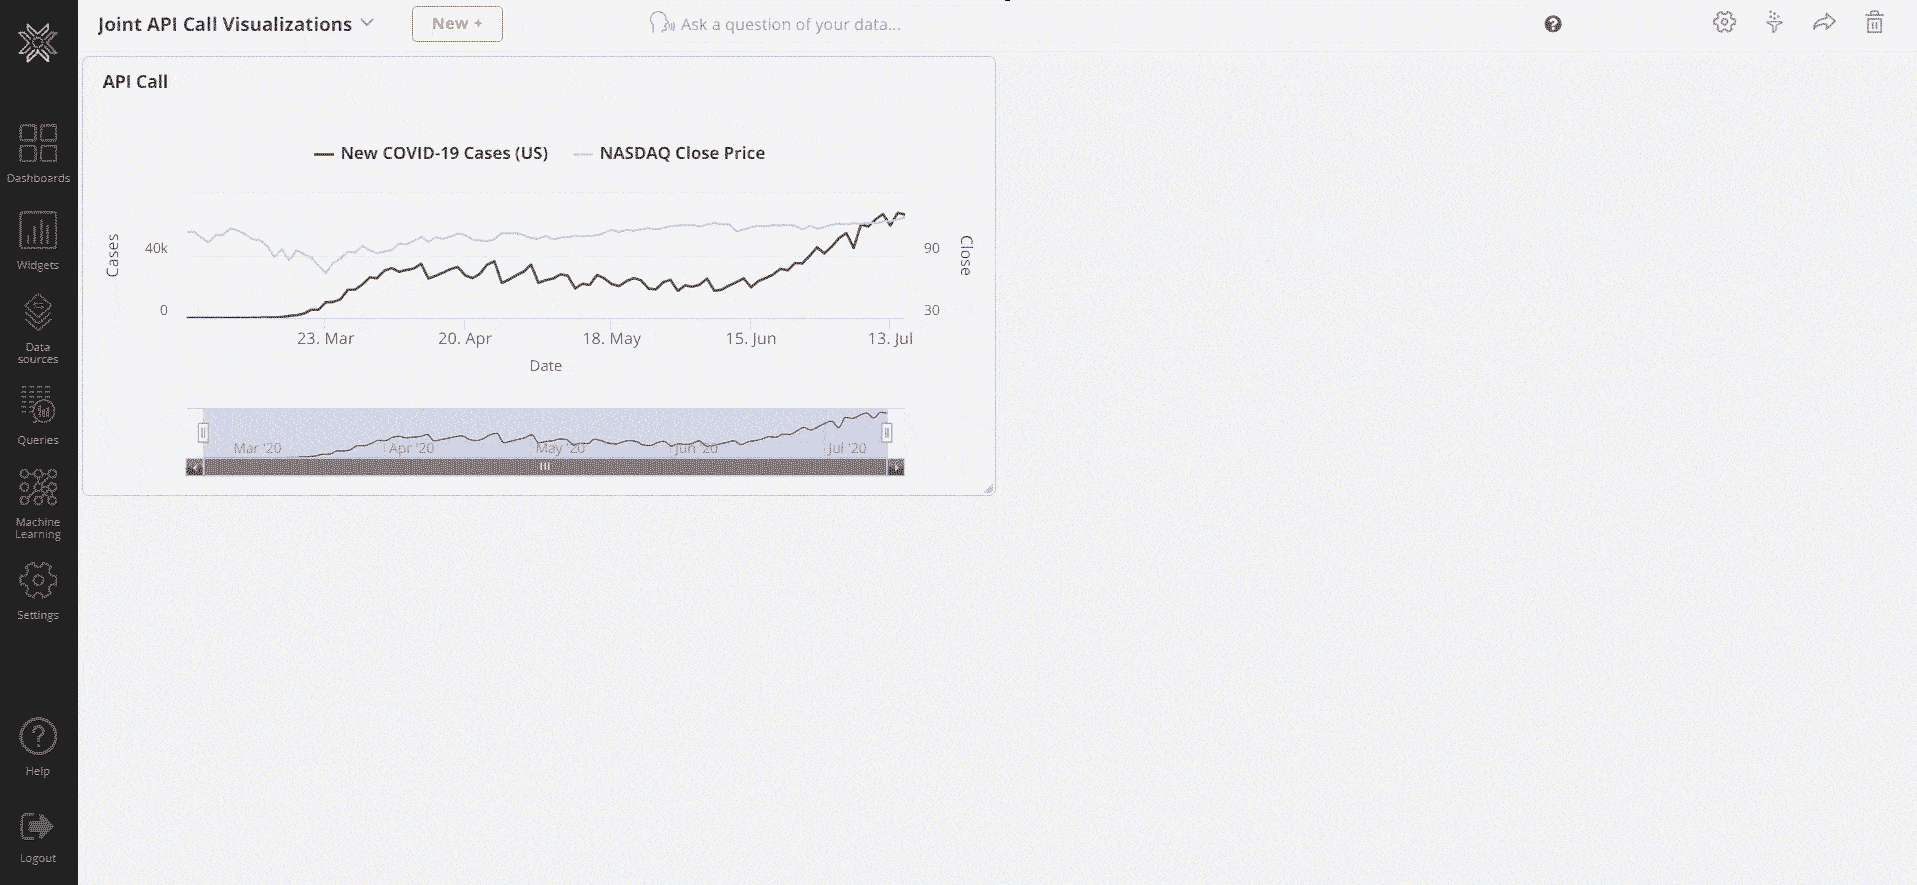 Joint API Call Visualizations
New +
Ask a question of your data...
?
Dashboards
Widgets
Data
sources
Queries
Machine
Learning
Settings
?
Help
Logout
API Call
New COVID-19 Cases (US) NASDAQ Close Price
Cases
40k
0
90
30
Close
23. Mar 20. Apr 18. May 15. Jun 13. Jul
Date
Mar '20 Apr '20 May '20 Jun '20 Jul '20